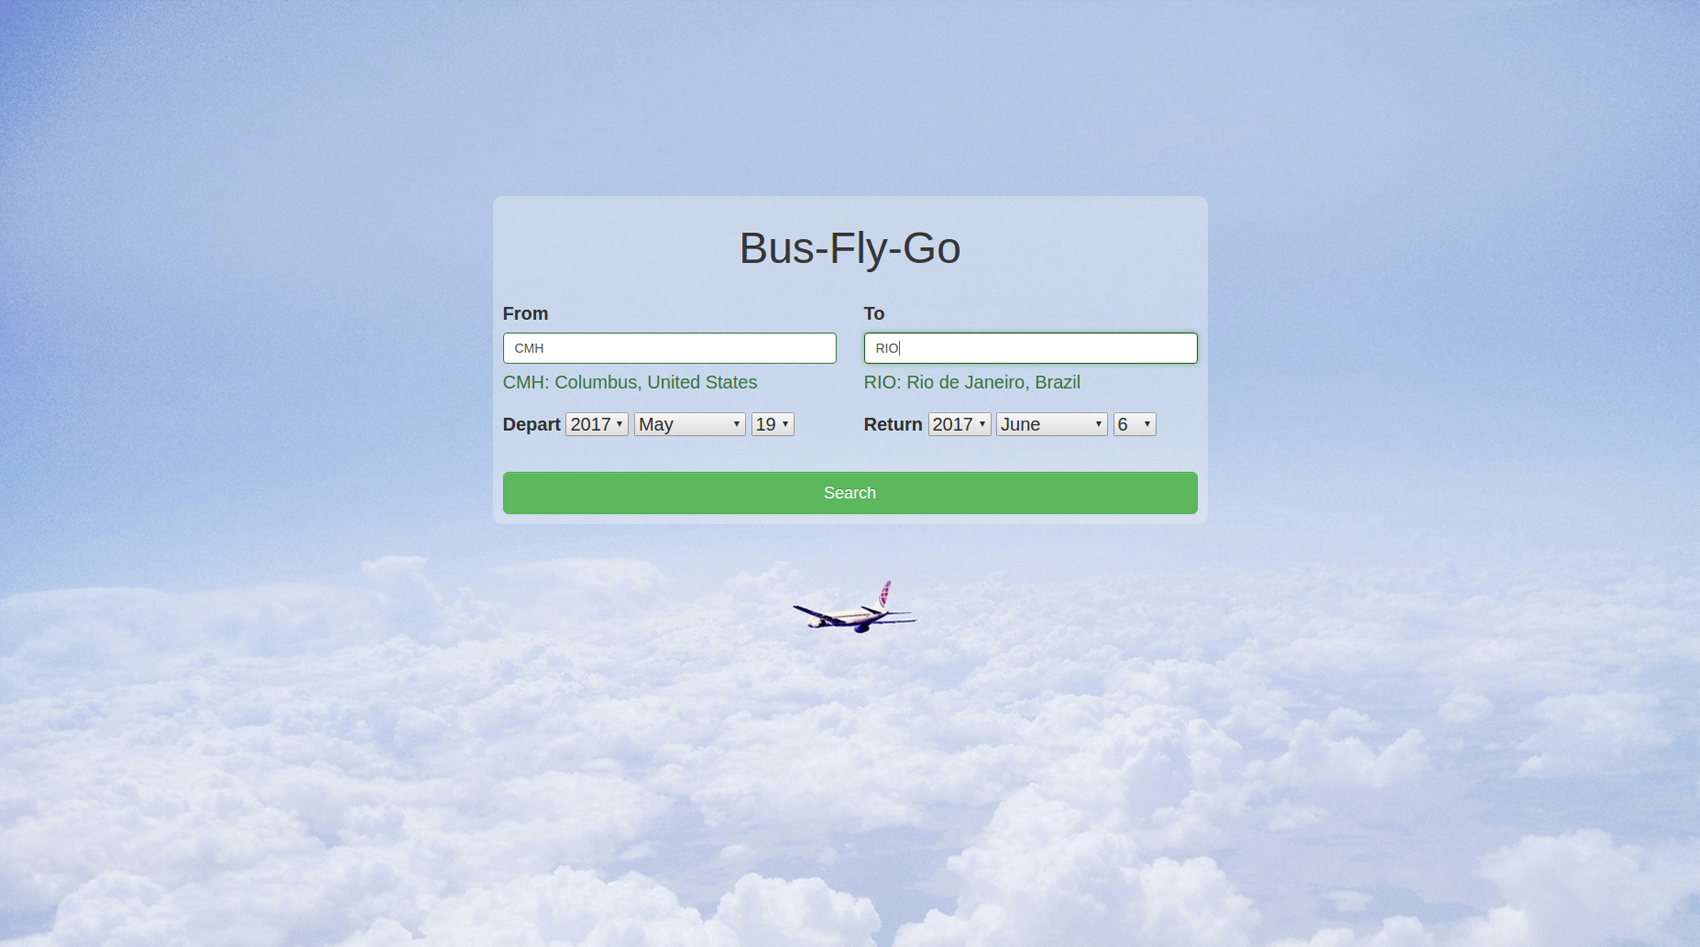 Bus-Fly-Go
From To
CMH RIO
CMH: Columbus, United States RIO: Rio de Janeiro, Brazil
Depart 2017 May 19 Return 2017 June 6
Search